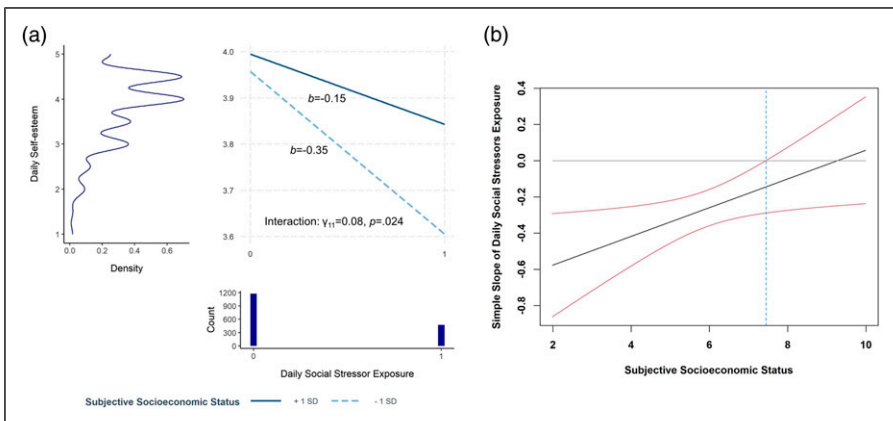 (a)
Daily Self-esteem
5
4
3
2
1
0.0 0.2 0.4 0.6
Density
4.0
3.9
3.8
3.7
3.6
b=-0.15
b=-0.35
Interaction: γ11=0.08, p=.024
0 1
Count
1200
900
600
300
0
0 1
Daily Social Stressor Exposure
Subjective Socioeconomic Status + 1 SD - 1 SD
(b)
Simple Slope of Daily Social Stressors Exposure
0.4
0.2
0.0
-0.2
-0.4
-0.6
-0.8
2 4 6 8 10
Subjective Socioeconomic Status